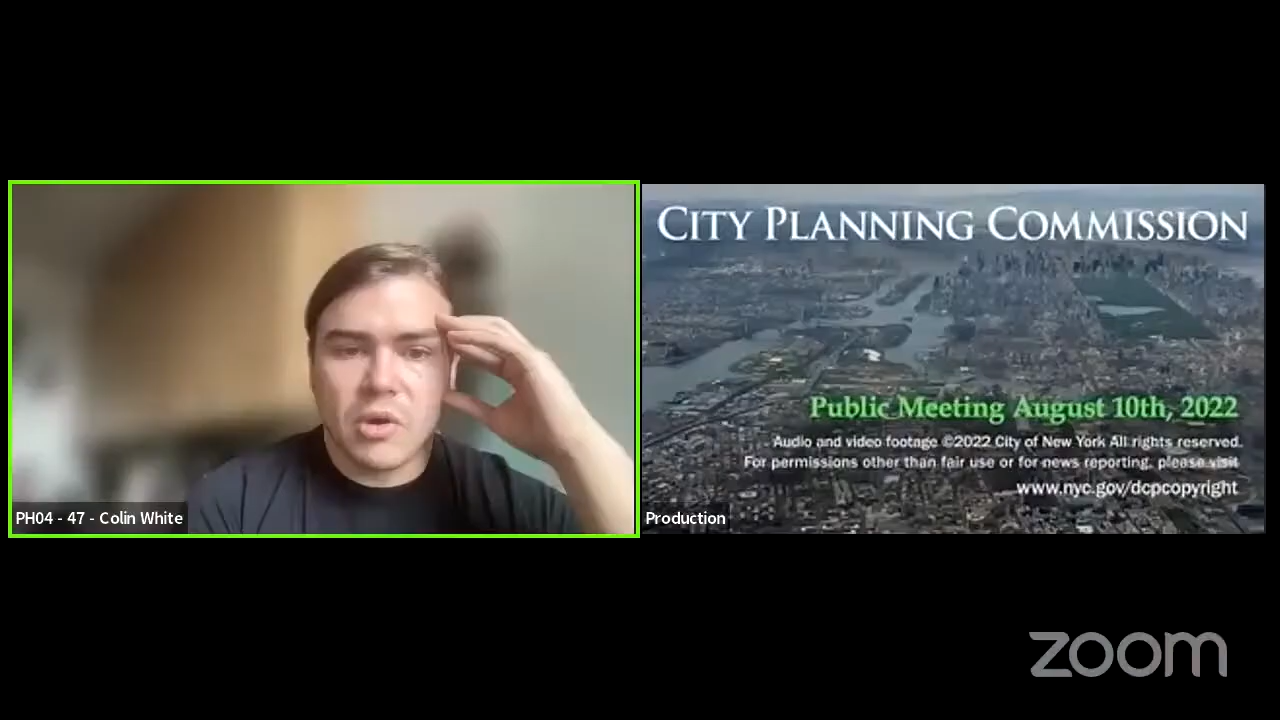 CITY PLANNING COMMISSION
Public Meeting August 10th, 2022
Audio and video footage ©2022 City of New York All rights reserved.
For permissions other than fair use or for news reporting, please visit
www.nyc.gov/dcpcopyright
PH04 - 47 - Colin White
Production
zoom